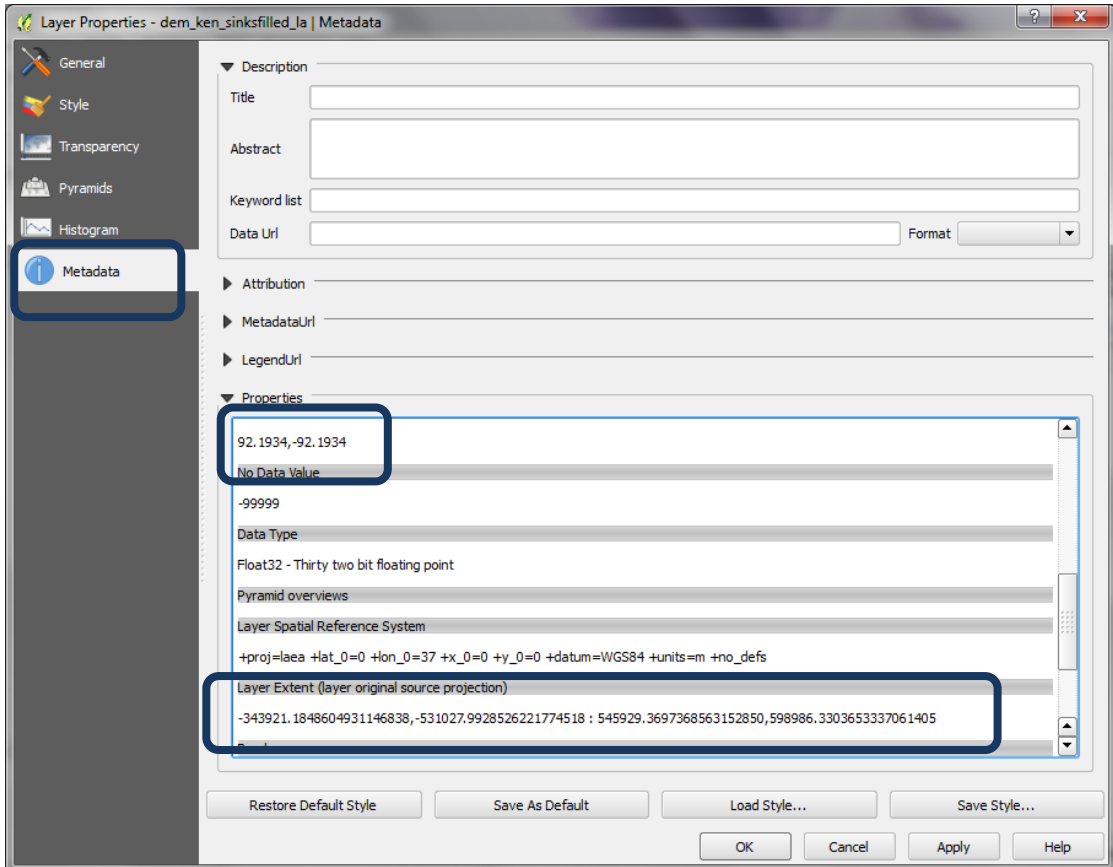 Layer Properties - dem_ken_sinksfilled_la | Metadata
General
Style
Transparency
Pyramids
Histogram
Metadata
Description
Title
Abstract
Keyword list
Data Url
Format
Attribution
MetadataUrl
LegendUrl
Properties
92.1934,-92.1934
No Data Value
-99999
Data Type
Float32 - Thirty two bit floating point
Pyramid overviews
Layer Spatial Reference System
+proj=laea +lat_0=0 +lon_0=37 +x_0=0 +y_0=0 +datum=WGS84 +units=m +no_defs
Layer Extent (layer original source projection)
-343921.1848604931146838,-531027.9928526221774518 : 545929.3697368563152850,598986.3303653337061405
Restore Default Style
Save As Default
Load Style...
Save Style...
OK
Cancel
Apply
Help